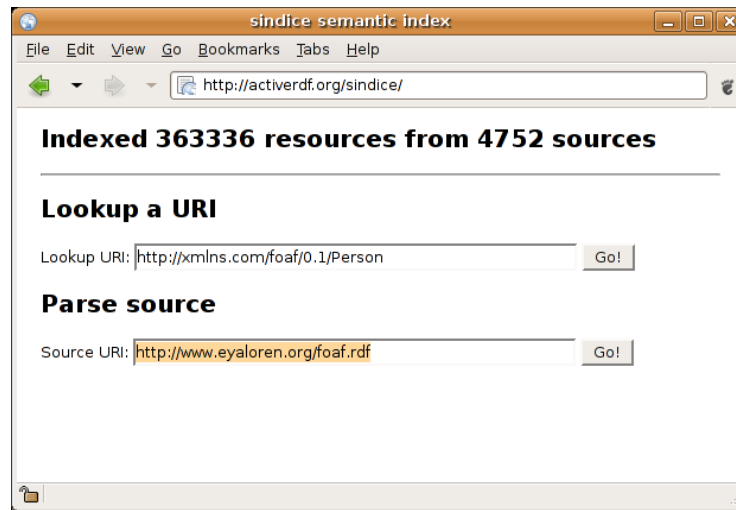 sindice semantic index
File Edit View Go Bookmarks Tabs Help
http://activerdf.org/sindice/
Indexed 363336 resources from 4752 sources
Lookup a URI
Lookup URI: http://xmlns.com/foaf/0.1/Person Go!
Parse source
Source URI: http://www.eyaloren.org/foaf.rdf Go!